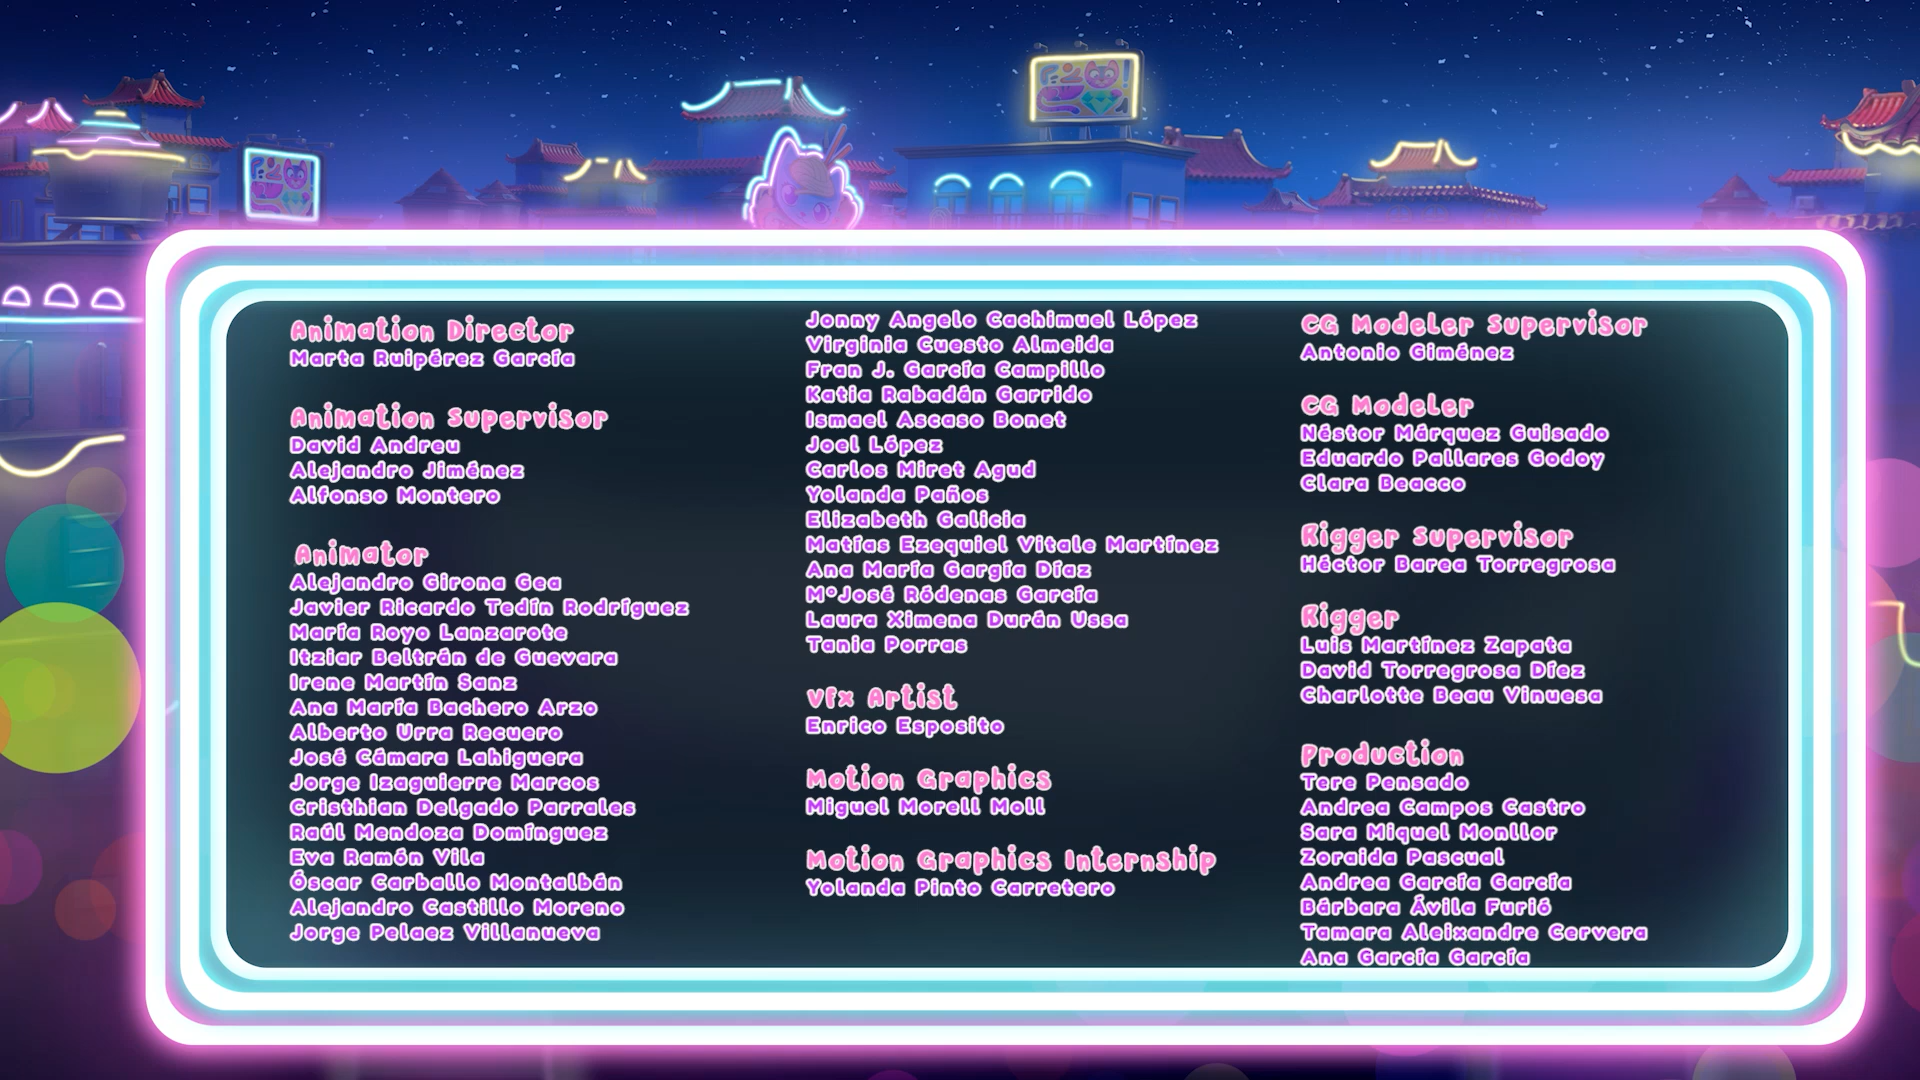 Animation Director
Marta Ruipérez García
Animation Supervisor
David Andreu
Alejandro Jiménez
Alfonso Montero
Animator
Alejandro Girona Gea
Javier Ricardo Tedín Rodríguez
María Royo Lanzarote
Itziar Beltrán de Guevara
Irene Martín Sanz
Ana María Bachero Arzo
Alberto Urra Recuero
José Cámara Lahiguera
Jorge Izaguierre Marcos
Cristhian Delgado Parrales
Raúl Mendoza Domínguez
Eva Ramón Vila
Óscar Carballo Montalbán
Alejandro Castillo Moreno
Jorge Pelaez Villanueva
Jonny Angelo Cachimuel López
Virginia Cuesto Almeida
Fran J. García Campillo
Katia Rabadán Garrido
Ismael Ascaso Bonet
Joel López
Carlos Miret Agud
Yolanda Paños
Elizabeth Galicia
Matías Ezequiel Vitale Martínez
Ana María Gargía Díaz
MºJosé Ródenas García
Laura Ximena Durán Ussa
Tania Porras
Vfx Artist
Enrico Esposito
Motion Graphics
Miguel Morell Moll
Motion Graphics Internship
Yolanda Pinto Carretero
CG Modeler Supervisor
Antonio Giménez
CG Modeler
Néstor Márquez Guisado
Eduardo Pallares Godoy
Clara Beacco
Rigger Supervisor
Héctor Barea Torregrosa
Rigger
Luis Martínez Zapata
David Torregrosa Díez
Charlotte Beau Vinuesa
Production
Tere Pensado
Andrea Campos Castro
Sara Miquel Monllor
Zoraida Pascual
Andrea García García
Bárbara Ávila Furió
Tamara Aleixandre Cervera
Ana García García